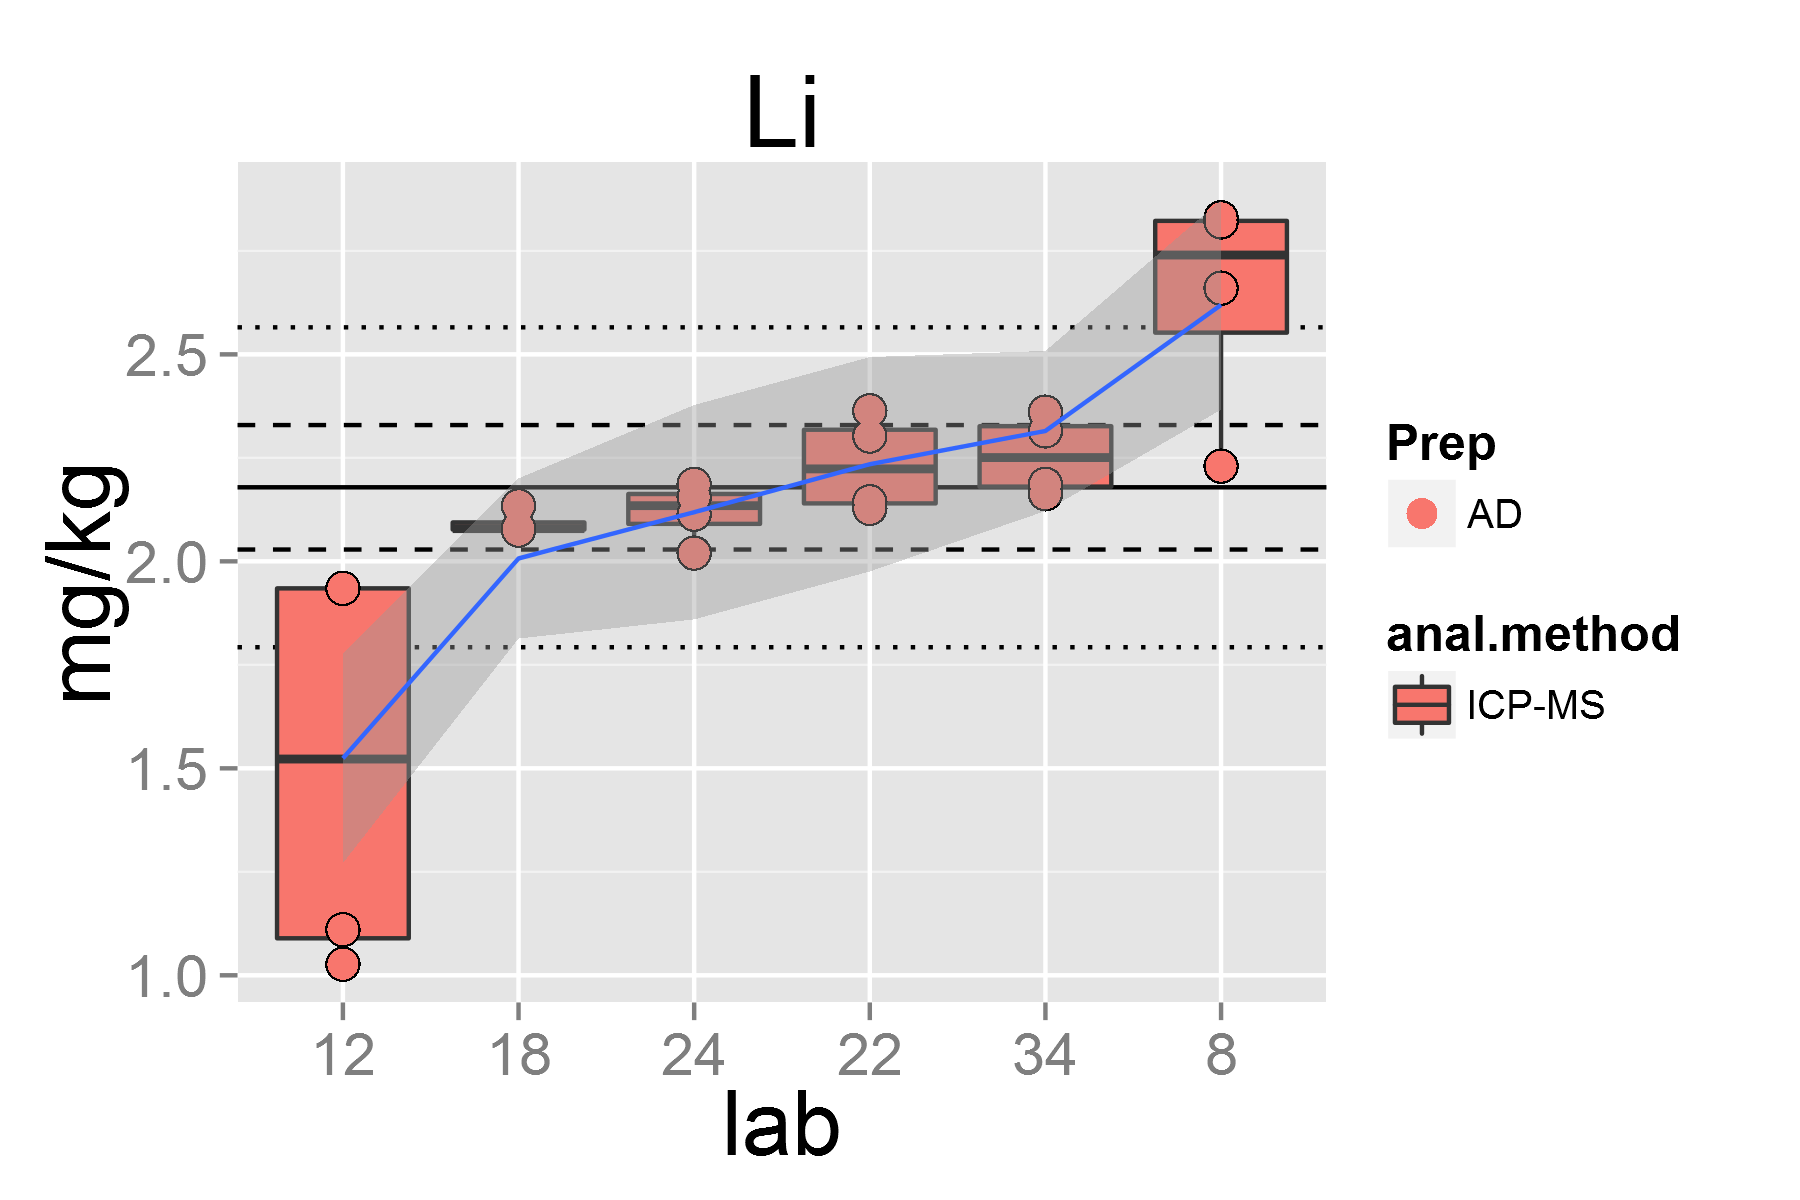 Li
mg/kg
2.5
2.0
1.5
1.0
12 18 24 22 34 8
lab
Prep
AD
anal.method
ICP-MS